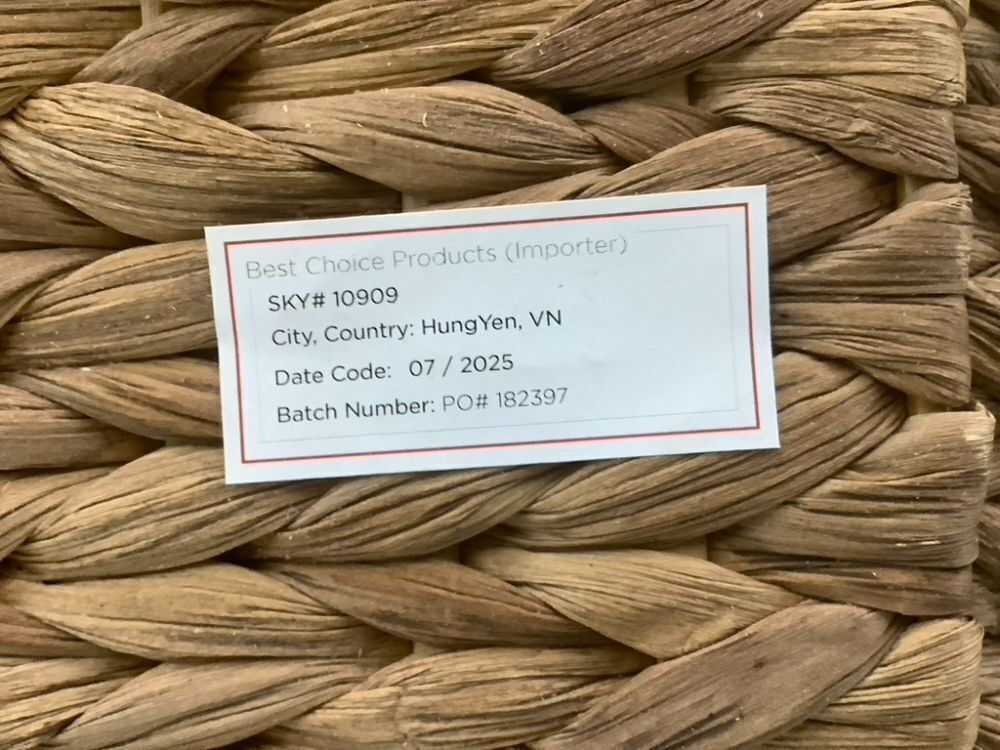 Best Choice Products (Importer)
SKY# 10909
City, Country: HungYen, VN
Date Code: 07 / 2025
Batch Number: PO# 182397